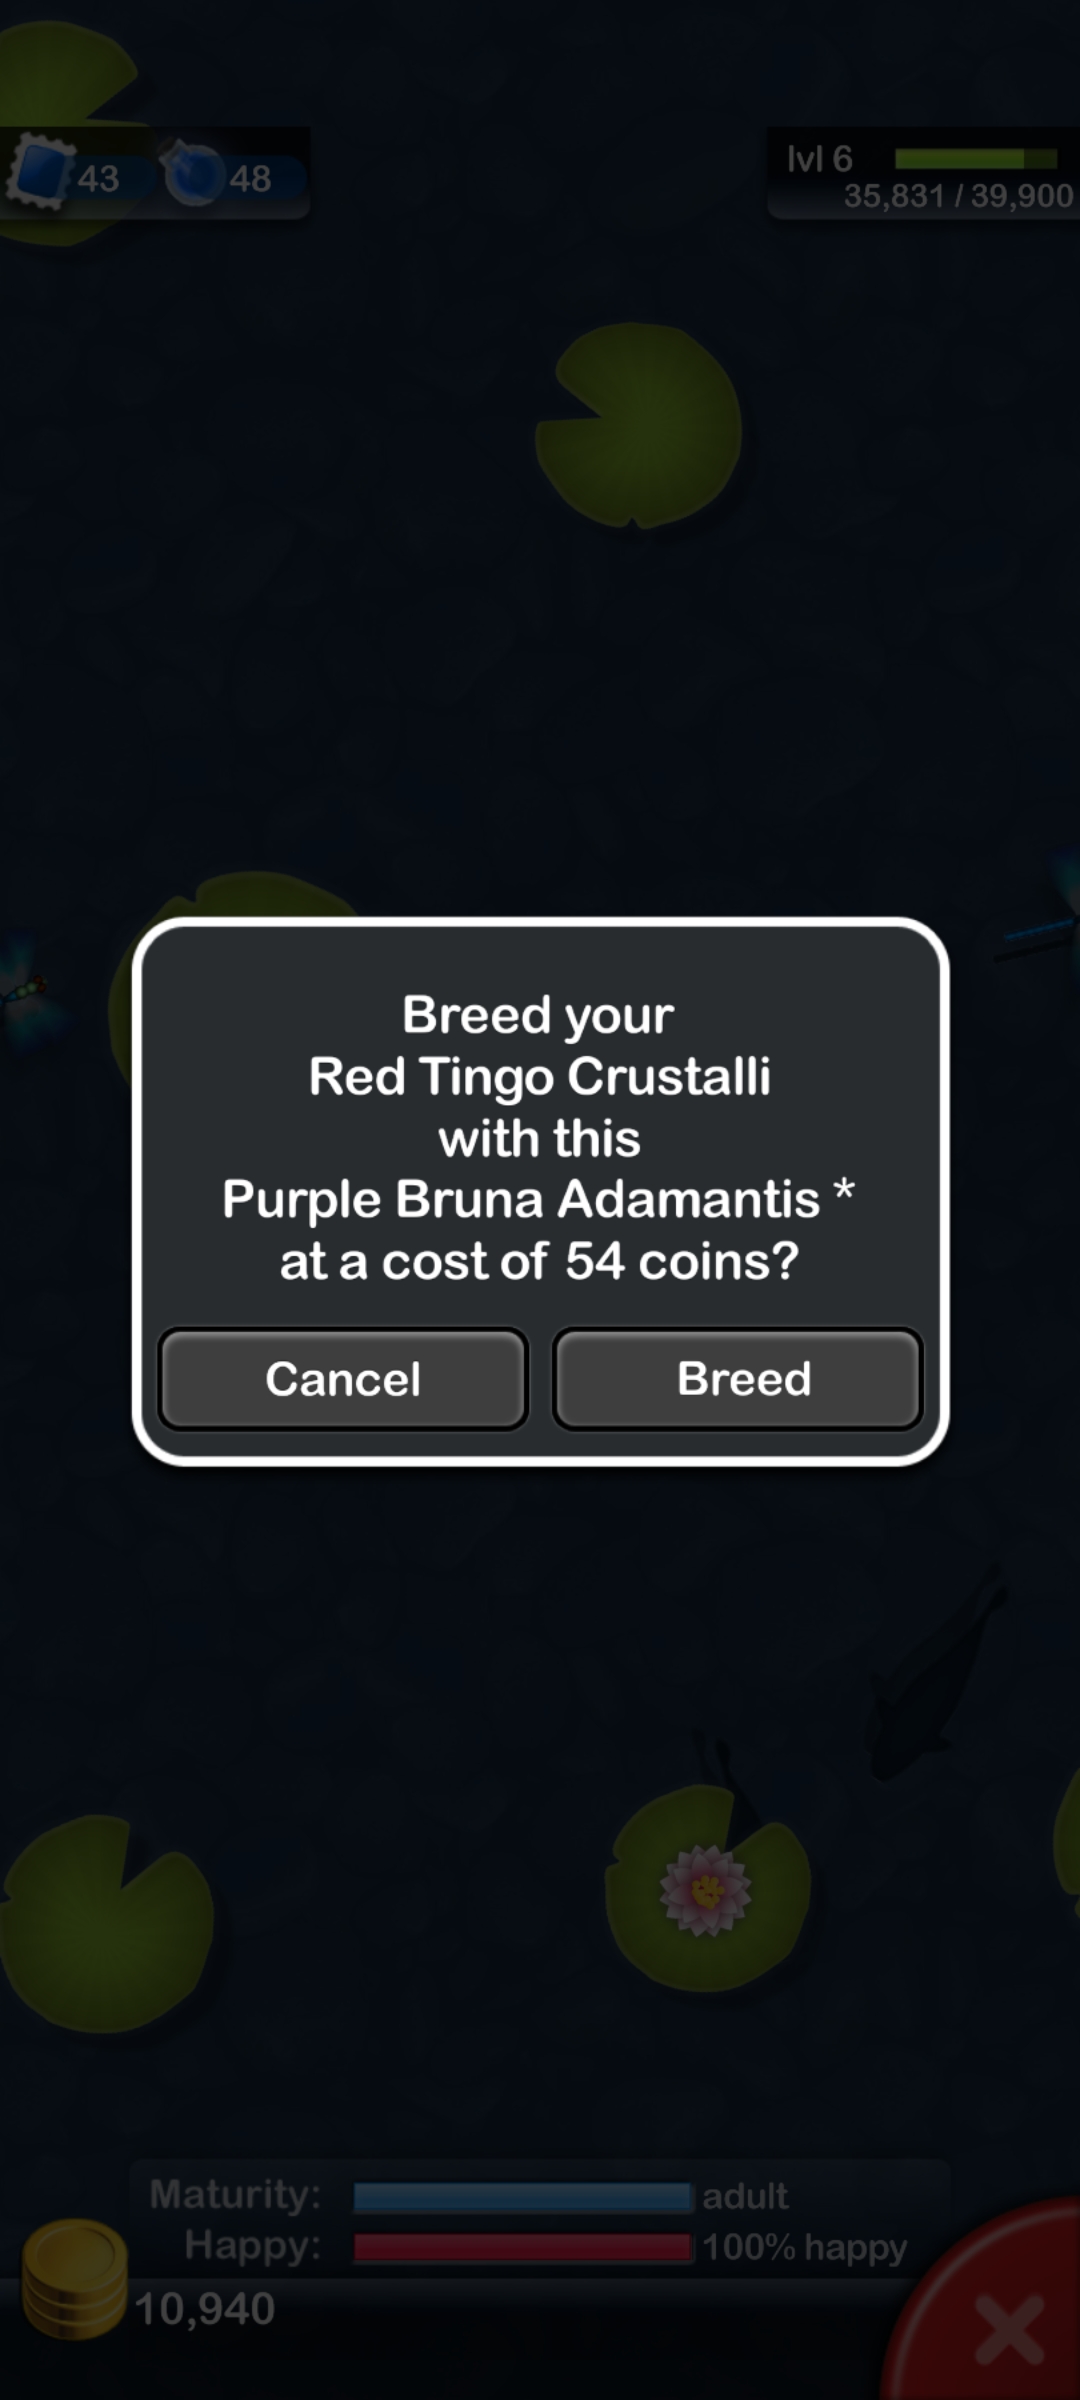 43
48
lvl 6
35,831 / 39,900
Breed your
Red Tingo Crustalli
with this
Purple Bruna Adamantis *
at a cost of 54 coins?
Cancel
Breed
Maturity: adult
Happy: 100% happy
10,940